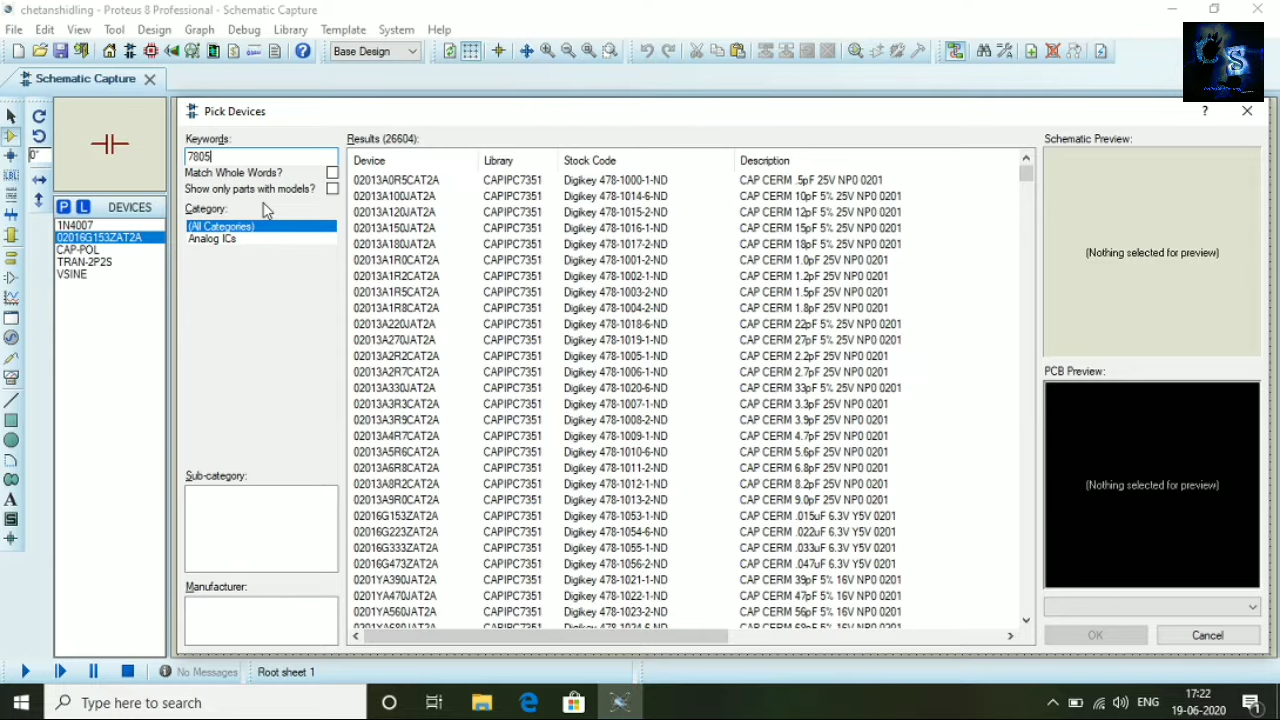 chetanshidling - Proteus 8 Professional - Schematic Capture
File Edit View Tool Design Graph Debug Library Template System Help
Base Design
Schematic Capture
Pick Devices
Keywords:
7805
Match Whole Words?
Show only parts with models?
Category:
(All Categories)
Analog ICs
Sub-category:
Manufacturer:
0°
P L DEVICES
1N4007
02016G153ZAT2A
CAP-POL
TRAN-2P2S
VSINE
Results (26604):
Device Library Stock Code Description
02013A0R5CAT2A CAPIPC7351 Digikey 478-1000-1-ND CAP CERM .5pF 25V NP0 0201
02013A100JAT2A CAPIPC7351 Digikey 478-1014-6-ND CAP CERM 10pF 5% 25V NP0 0201
02013A120JAT2A CAPIPC7351 Digikey 478-1015-2-ND CAP CERM 12pF 5% 25V NP0 0201
02013A150JAT2A CAPIPC7351 Digikey 478-1016-1-ND CAP CERM 15pF 5% 25V NP0 0201
02013A180JAT2A CAPIPC7351 Digikey 478-1017-2-ND CAP CERM 18pF 5% 25V NP0 0201
02013A1R0CAT2A CAPIPC7351 Digikey 478-1001-2-ND CAP CERM 1.0pF 25V NP0 0201
02013A1R2CAT2A CAPIPC7351 Digikey 478-1002-1-ND CAP CERM 1.2pF 25V NP0 0201
02013A1R5CAT2A CAPIPC7351 Digikey 478-1003-2-ND CAP CERM 1.5pF 25V NP0 0201
02013A1R8CAT2A CAPIPC7351 Digikey 478-1004-2-ND CAP CERM 1.8pF 25V NP0 0201
02013A220JAT2A CAPIPC7351 Digikey 478-1018-6-ND CAP CERM 22pF 5% 25V NP0 0201
02013A270JAT2A CAPIPC7351 Digikey 478-1019-1-ND CAP CERM 27pF 5% 25V NP0 0201
02013A2R2CAT2A CAPIPC7351 Digikey 478-1005-1-ND CAP CERM 2.2pF 25V NP0 0201
02013A2R7CAT2A CAPIPC7351 Digikey 478-1006-1-ND CAP CERM 2.7pF 25V NP0 0201
02013A330JAT2A CAPIPC7351 Digikey 478-1020-6-ND CAP CERM 33pF 5% 25V NP0 0201
02013A3R3CAT2A CAPIPC7351 Digikey 478-1007-1-ND CAP CERM 3.3pF 25V NP0 0201
02013A3R9CAT2A CAPIPC7351 Digikey 478-1008-2-ND CAP CERM 3.9pF 25V NP0 0201
02013A4R7CAT2A CAPIPC7351 Digikey 478-1009-1-ND CAP CERM 4.7pF 25V NP0 0201
02013A5R6CAT2A CAPIPC7351 Digikey 478-1010-6-ND CAP CERM 5.6pF 25V NP0 0201
02013A6R8CAT2A CAPIPC7351 Digikey 478-1011-2-ND CAP CERM 6.8pF 25V NP0 0201
02013A8R2CAT2A CAPIPC7351 Digikey 478-1012-1-ND CAP CERM 8.2pF 25V NP0 0201
02013A9R0CAT2A CAPIPC7351 Digikey 478-1013-2-ND CAP CERM 9.0pF 25V NP0 0201
02016G153ZAT2A CAPIPC7351 Digikey 478-1053-1-ND CAP CERM .015uF 6.3V Y5V 0201
02016G223ZAT2A CAPIPC7351 Digikey 478-1054-6-ND CAP CERM .022uF 6.3V Y5V 0201
02016G333ZAT2A CAPIPC7351 Digikey 478-1055-1-ND CAP CERM .033uF 6.3V Y5V 0201
02016G473ZAT2A CAPIPC7351 Digikey 478-1056-2-ND CAP CERM .047uF 6.3V Y5V 0201
0201YA390JAT2A CAPIPC7351 Digikey 478-1021-1-ND CAP CERM 39pF 5% 16V NP0 0201
0201YA470JAT2A CAPIPC7351 Digikey 478-1022-1-ND CAP CERM 47pF 5% 16V NP0 0201
0201YA560JAT2A CAPIPC7351 Digikey 478-1023-2-ND CAP CERM 56pF 5% 16V NP0 0201
0201YA680JAT2A CAPIPC7351 Digikey 478-1024-6-ND CAP CERM 68pF 5% 16V NP0 0201
Schematic Preview:
(Nothing selected for preview)
PCB Preview:
(Nothing selected for preview)
OK Cancel
No Messages Root sheet 1
Type here to search
ENG
17:22
19-06-2020